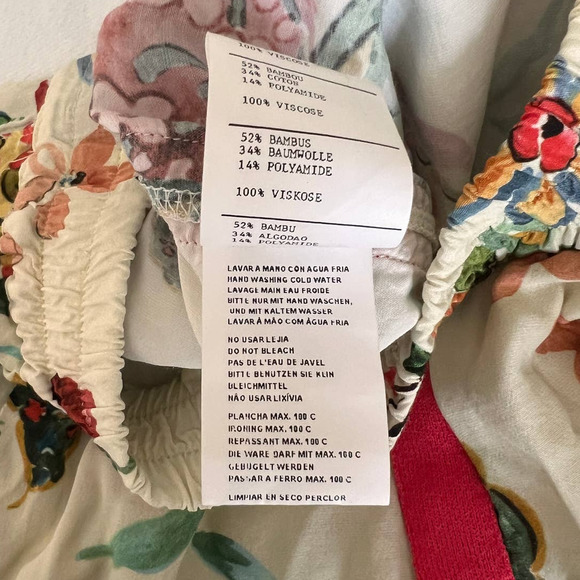 100% VISCOSE
52% BAMBOU
34% COTON
14% POLYAMIDE
100% VISCOSE
52% BAMBUS
34% BAUMWOLLE
14% POLYAMIDE
100% VISKOSE
52% BAMBU
34% ALGODAO
14% POLYAMIDE
LAVAR A MANO CON AGUA FRIA
HAND WASHING COLD WATER
LAVAGE MAIN EAU FROIDE
BITTE NUR MIT HAND WASCHEN,
UND MIT KALTEM WASSER
LAVAR À MÃO COM ÁGUA FRIA
NO USAR LEJIA
DO NOT BLEACH
PAS DE L'EAU DE JAVEL
BITTE BENUTZEN SIE KLIN
BLEICHMITTEL
NÃO USAR LIXÍVIA
PLANCHA MAX. 100 C
IRONING MAX. 100 C
REPASSANT MAX. 100 C
DIE WARE DARF MIT MAX. 100 C
GEBÜGELT WERDEN
PASSAR A FERRO MAX. 100 C
LIMPIAR EN SECO PERCLOR